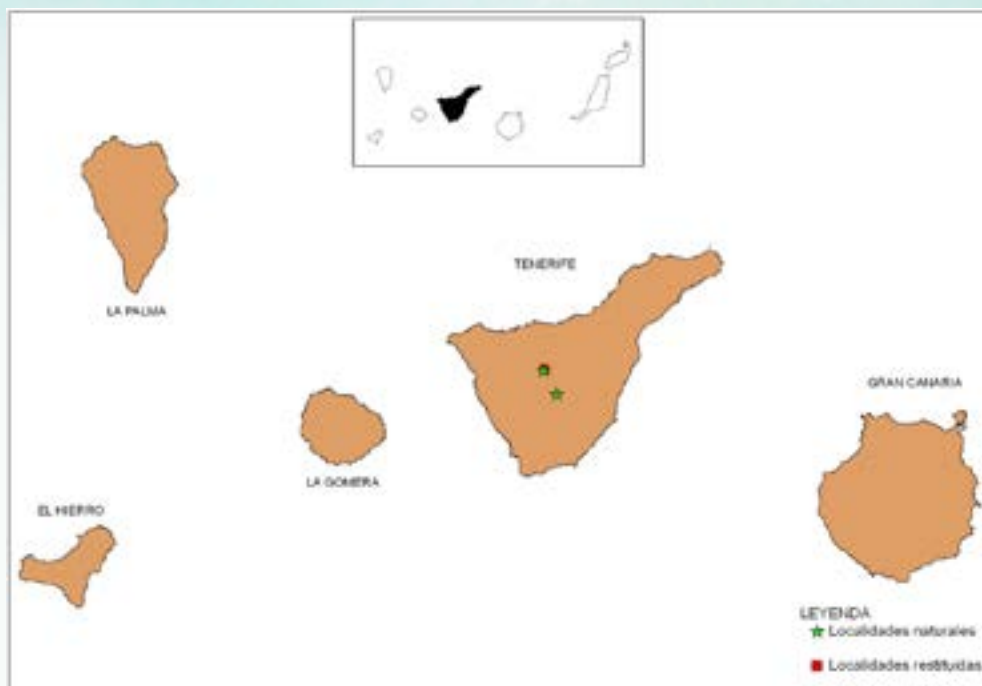 TENERIFE
LA PALMA
GRAN CANARIA
LA GOMERA
EL HIERRO
LEYENDA
Localidades naturales
Localidades restituidas